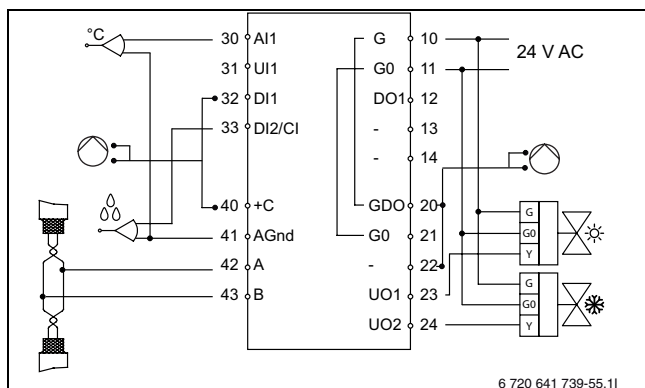 °C
30 AI1
31 UI1
32 DI1
33 DI2/CI
40 +C
41 AGnd
42 A
43 B
G 10
G0 11
DO1 12
- 13
- 14
GDO 20
G0 21
- 22
UO1 23
UO2 24
24 V AC
G
G0
Y
G
G0
Y
6 720 641 739-55.1I